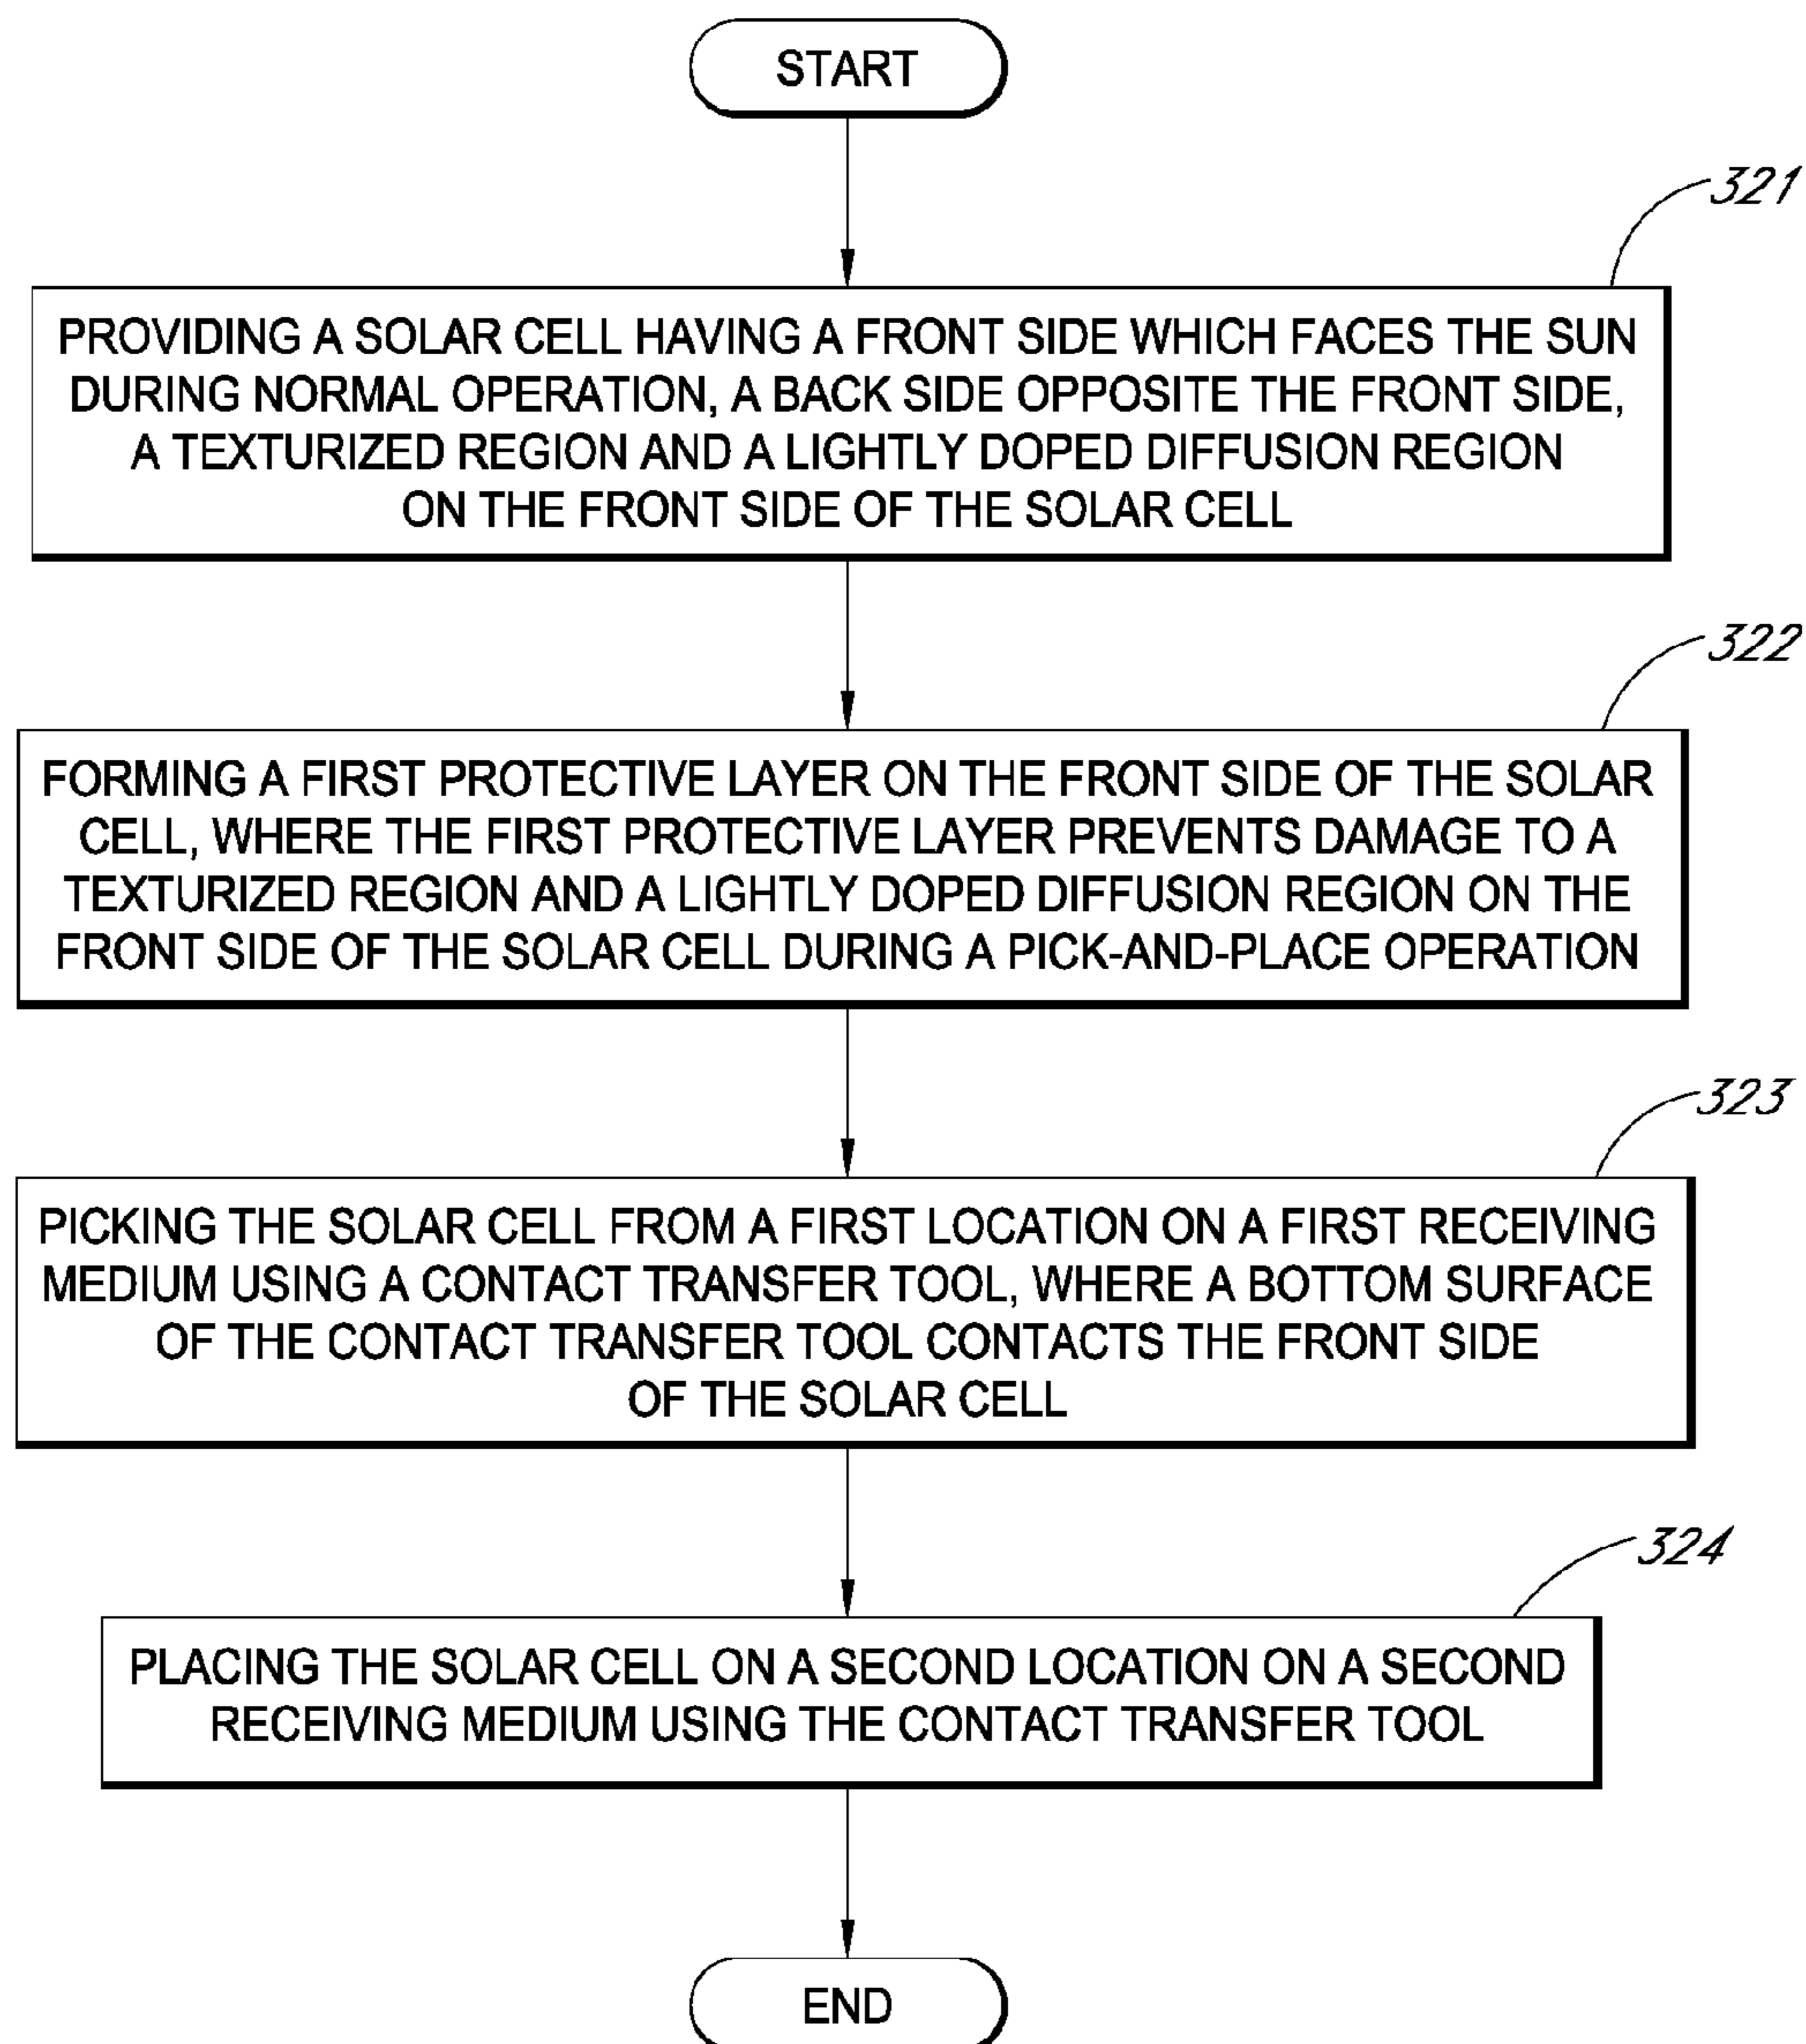 START
321
PROVIDING A SOLAR CELL HAVING A FRONT SIDE WHICH FACES THE SUN
DURING NORMAL OPERATION, A BACK SIDE OPPOSITE THE FRONT SIDE,
A TEXTURIZED REGION AND A LIGHTLY DOPED DIFFUSION REGION
ON THE FRONT SIDE OF THE SOLAR CELL
322
FORMING A FIRST PROTECTIVE LAYER ON THE FRONT SIDE OF THE SOLAR
CELL, WHERE THE FIRST PROTECTIVE LAYER PREVENTS DAMAGE TO A
TEXTURIZED REGION AND A LIGHTLY DOPED DIFFUSION REGION ON THE
FRONT SIDE OF THE SOLAR CELL DURING A PICK-AND-PLACE OPERATION
323
PICKING THE SOLAR CELL FROM A FIRST LOCATION ON A FIRST RECEIVING
MEDIUM USING A CONTACT TRANSFER TOOL, WHERE A BOTTOM SURFACE
OF THE CONTACT TRANSFER TOOL CONTACTS THE FRONT SIDE
OF THE SOLAR CELL
324
PLACING THE SOLAR CELL ON A SECOND LOCATION ON A SECOND
RECEIVING MEDIUM USING THE CONTACT TRANSFER TOOL
END